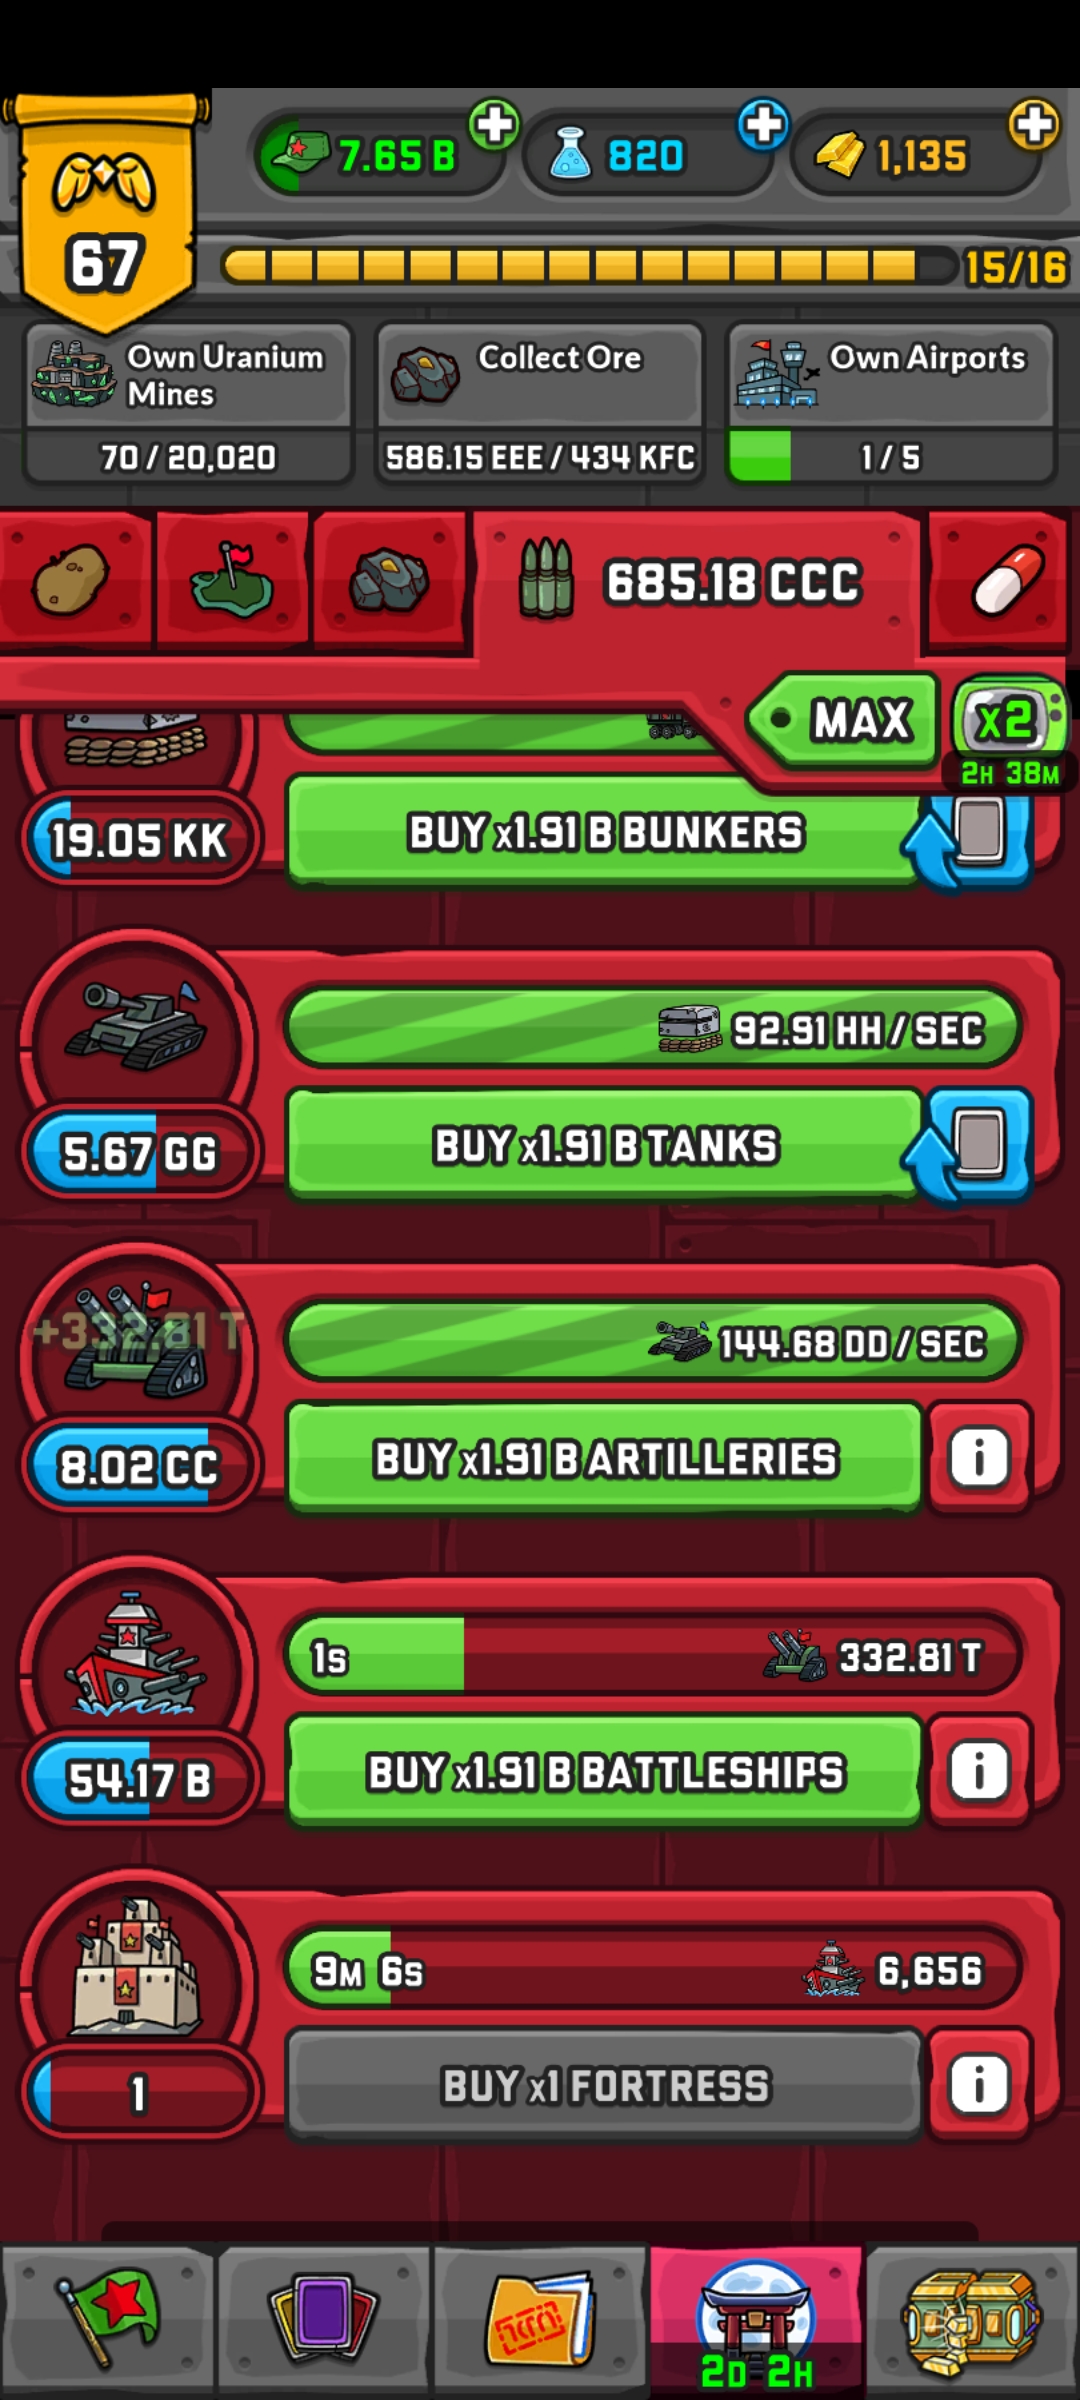 7.65 B
820
1,135
67
15/16
Own Uranium
Mines
70 / 20,020
Collect Ore
586.15 EEE / 434 KFC
Own Airports
1 / 5
685.18 CCC
MAX
x2
2H 38M
19.05 KK
BUY x1.91 B BUNKERS
92.91 HH / SEC
5.67 GG
BUY x1.91 B TANKS
+332.81 T
144.68 DD / SEC
8.02 CC
BUY x1.91 B ARTILLERIES
i
1s
332.81 T
54.17 B
BUY x1.91 B BATTLESHIPS
i
9M 6s
6,656
1
BUY x1 FORTRESS
i
2D 2H